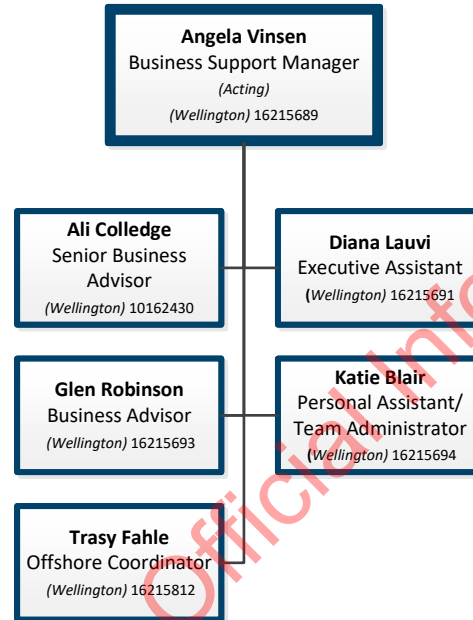 Angela Vinsen
Business Support Manager
(Acting)
(Wellington) 16215689
Ali Colledge
Senior Business
Advisor
(Wellington) 10162430
Diana Lauvi
Executive Assistant
(Wellington) 16215691
Glen Robinson
Business Advisor
(Wellington) 16215693
Katie Blair
Personal Assistant/
Team Administrator
(Wellington) 16215694
Trasy Fahle
Offshore Coordinator
(Wellington) 16215812
Official